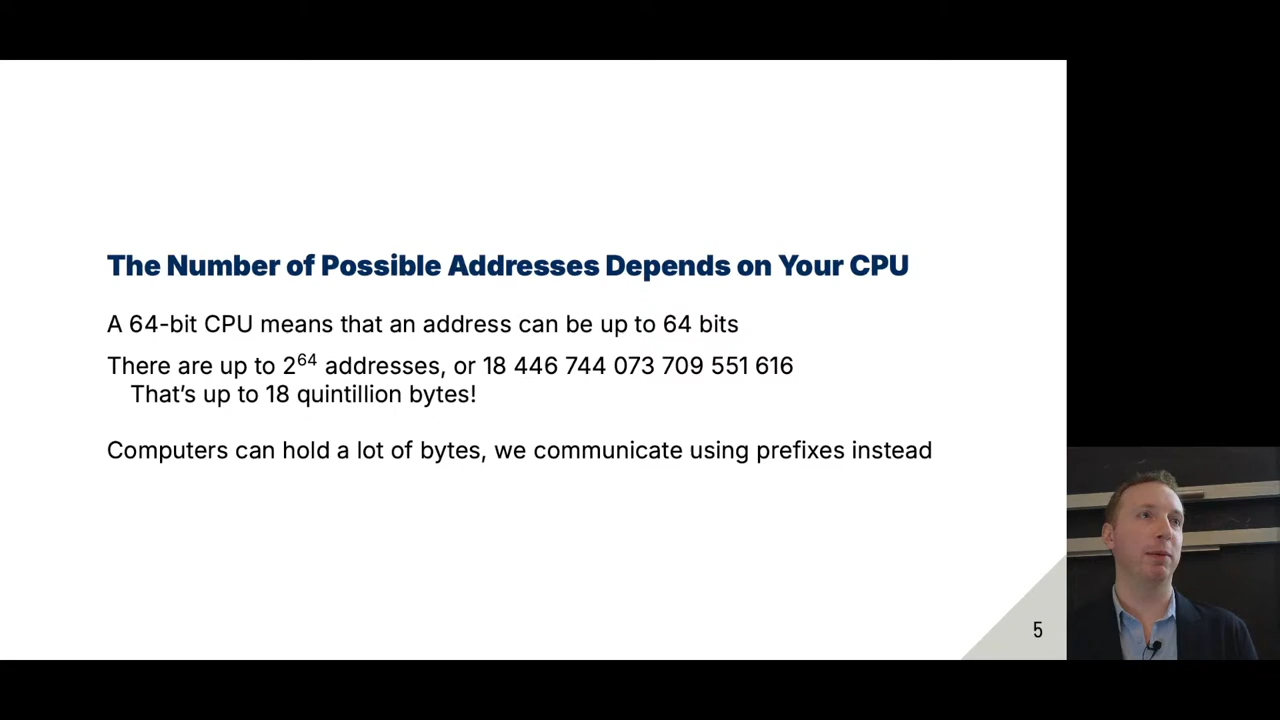 The Number of Possible Addresses Depends on Your CPU
A 64-bit CPU means that an address can be up to 64 bits
There are up to 2⁶⁴ addresses, or 18 446 744 073 709 551 616
That’s up to 18 quintillion bytes!
Computers can hold a lot of bytes, we communicate using prefixes instead
5